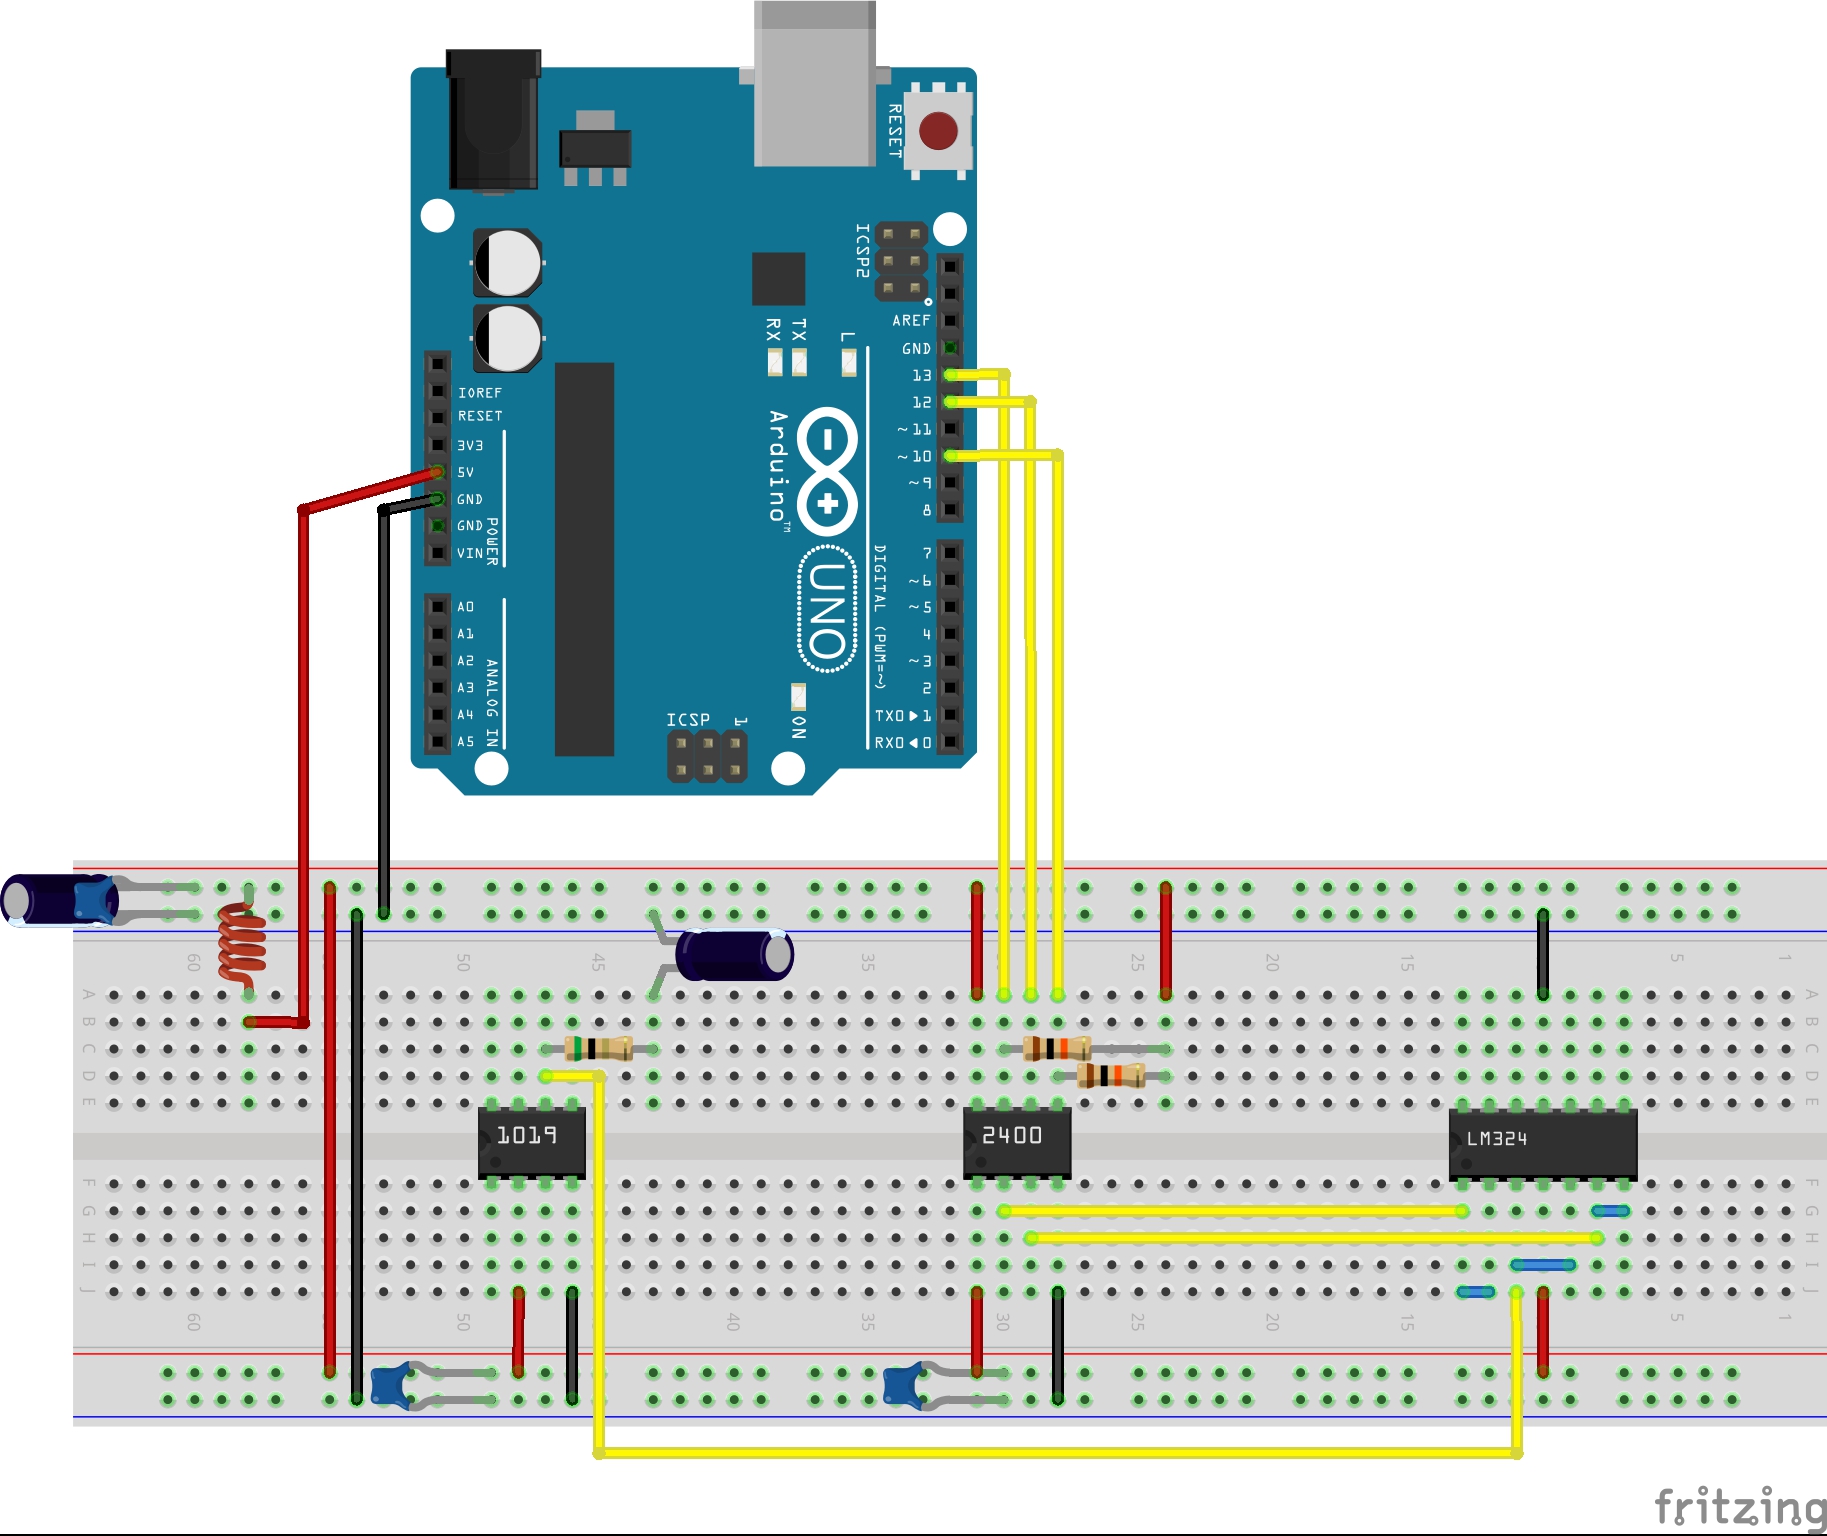 RESET
ICSP2
AREF
GND
13
12
~11
~10
~9
8
7
~6
~5
4
~3
2
TX0▶1
RX0◀0
RX
TX
L
IOREF
RESET
3V3
5V
GND
GND
VIN
POWER
A0
A1
A2
A3
A4
A5
ANALOG IN
Arduino™
UNO
DIGITAL (PWM=~)
ICSP
1
ON
60
50
45
35
25
20
15
5
1
A
A
B
B
C
C
D
D
E
E
1019
2400
LM324
F
F
G
G
H
H
I
I
J
J
60
50
40
35
30
25
20
15
5
1
fritzing